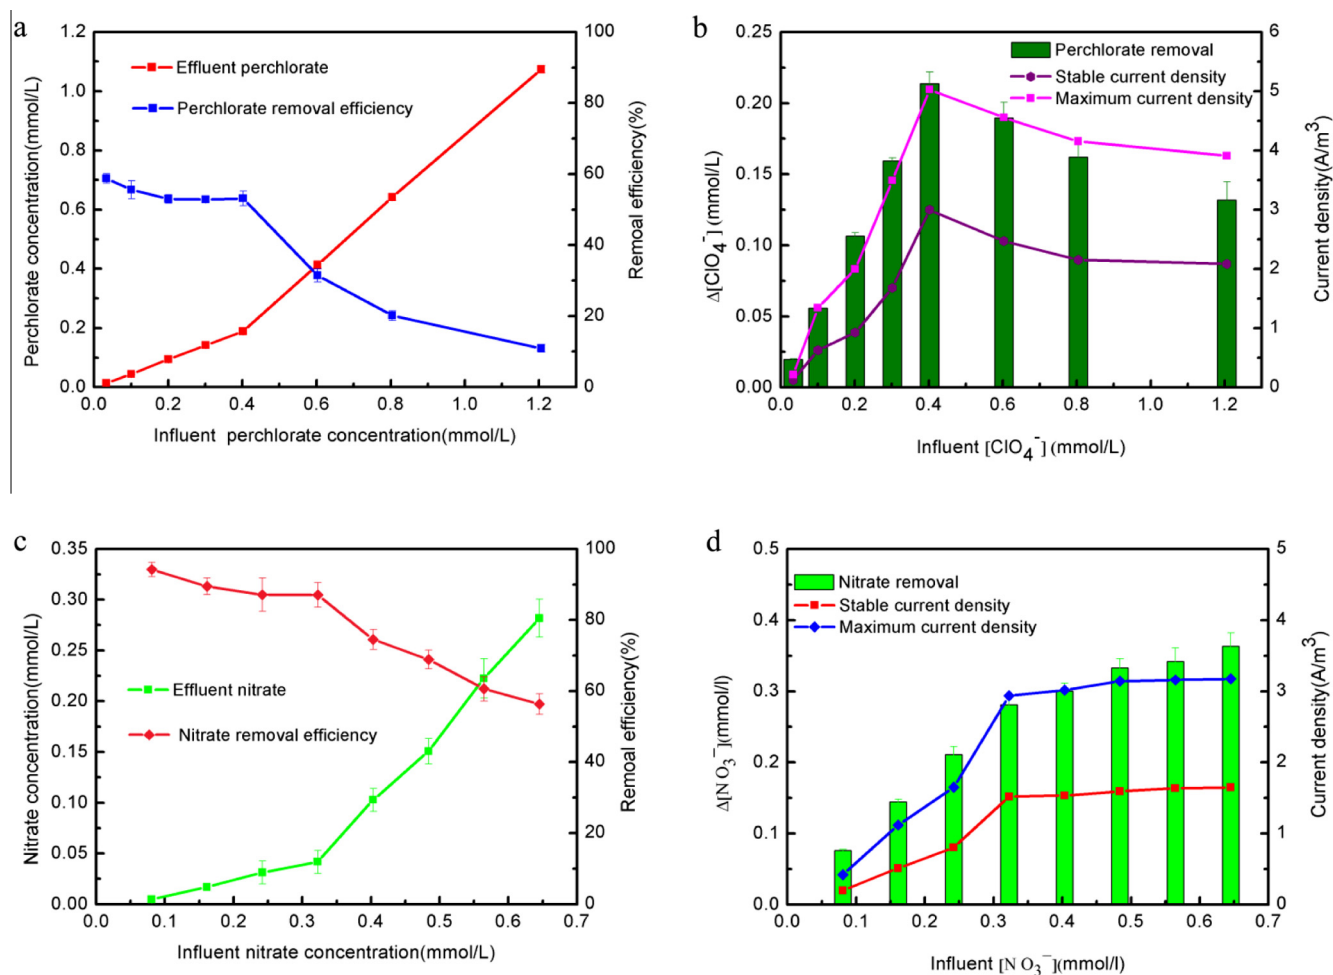 a
Perchlorate concentration(mmol/L)
1.2
1.0
0.8
0.6
0.4
0.2
0.0
Effluent perchlorate
Perchlorate removal efficiency
100
80
60
40
20
0
Remoal efficiency(%)
0.0 0.2 0.4 0.6 0.8 1.0 1.2
Influent perchlorate concentration(mmol/L)
b
Δ[ClO4-] (mmol/L)
0.25
0.20
0.15
0.10
0.05
0.00
Perchlorate removal
Stable current density
Maximum current density
6
5
4
3
2
1
0
Current density(A/m3)
0.0 0.2 0.4 0.6 0.8 1.0 1.2
Influent [ClO4-] (mmol/L)
c
Nitrate concentration(mmol/L)
0.35
0.30
0.25
0.20
0.15
0.10
0.05
0.00
Effluent nitrate
Nitrate removal efficiency
100
80
60
40
20
0
Remoal efficiency(%)
0.0 0.1 0.2 0.3 0.4 0.5 0.6 0.7
Influent nitrate concentration(mmol/L)
d
Δ[N O3−](mmol/l)
0.5
0.4
0.3
0.2
0.1
0.0
Nitrate removal
Stable current density
Maximum current density
5
4
3
2
1
0
Current density(A/m3)
0.0 0.1 0.2 0.3 0.4 0.5 0.6 0.7
Influent [N O3−](mmol/l)